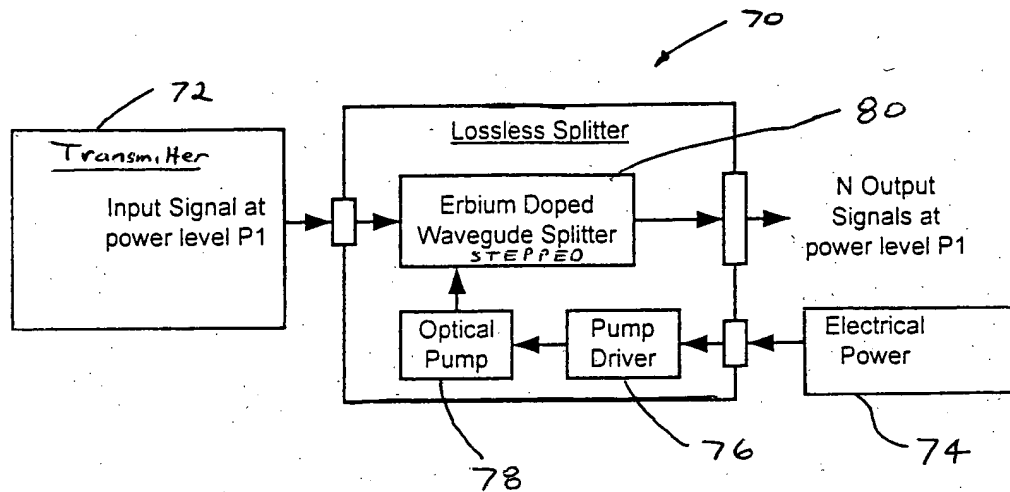 70
72
80
Lossless Splitter
Transmitter
Input Signal at
power level P1
Erbium Doped
Wavegude Splitter
STEPPED
N Output
Signals at
power level P1
Optical
Pump
Pump
Driver
Electrical
Power
78
76
74